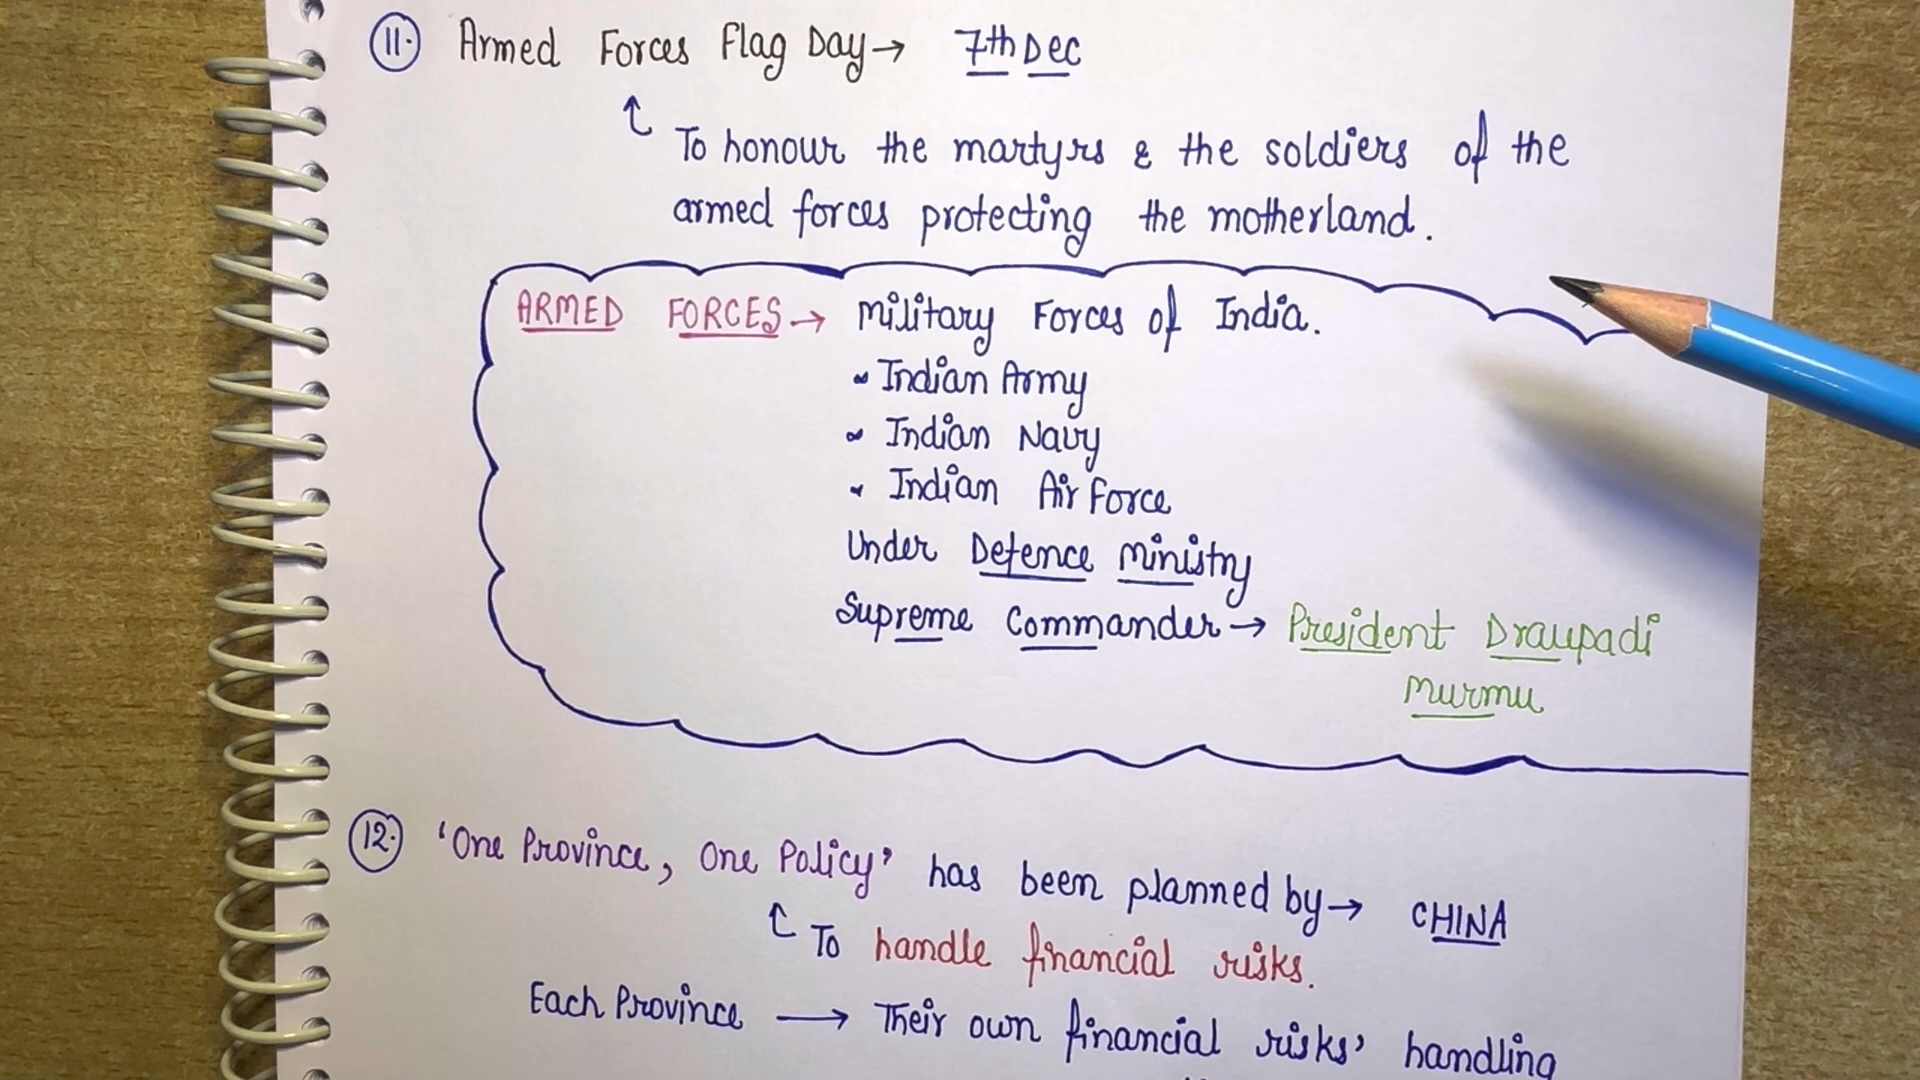 11. Armed Forces Flag Day → 7th Dec
To honour the martyrs & the soldiers of the
armed forces protecting the motherland.
ARMED FORCES → Military Forces of India.
Indian Army
Indian Navy
Indian Air Force
Under Defence Ministry
Supreme Commander → President Draupadi
Murmu
12. 'One Province, One Policy' has been planned by → CHINA
To handle financial risks.
Each Province → Their own financial risks' handling